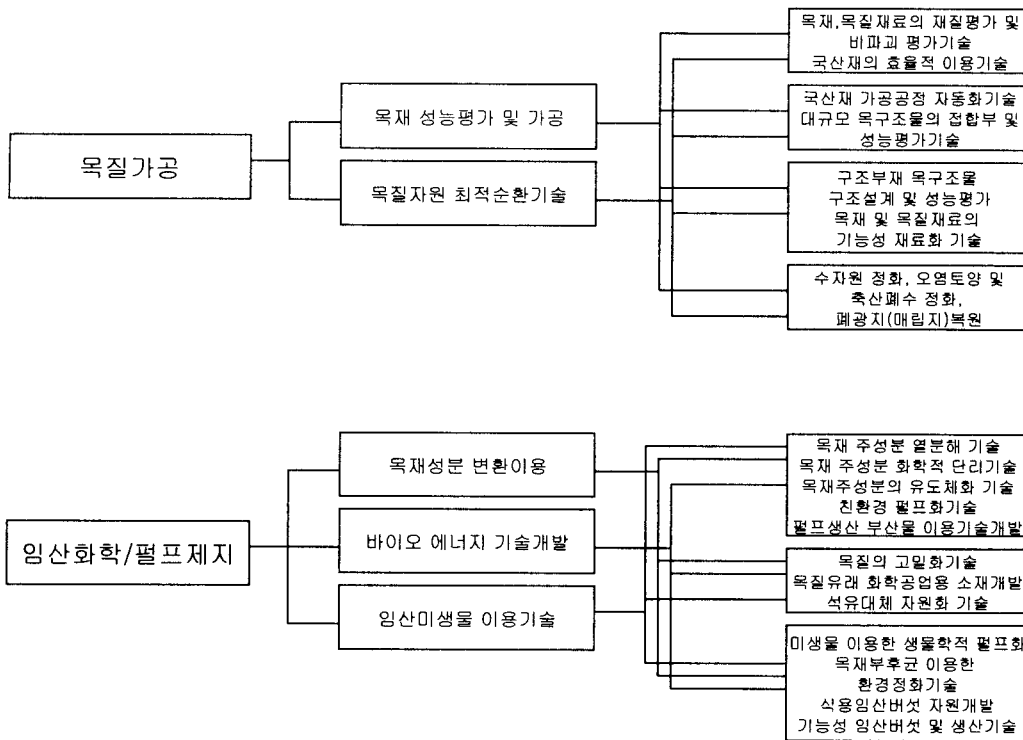 목질가공
목재 성능평가 및 가공
목질자원 최적순환기술
목재,목질재료의 재질평가 및
비파괴 평가기술
국산재의 효율적 이용기술
국산재 가공공정 자동화기술
대규모 목구조물의 접합부 및
성능평가기술
구조부재 목구조물
구조설계 및 성능평가
목재 및 목질재료의
기능성 재료화 기술
수자원 정화, 오염토양 및
축산폐수 정화,
폐광지(매립지)복원
임산화학/펄프제지
목재성분 변환이용
바이오 에너지 기술개발
임산미생물 이용기술
목재 주성분 열분해 기술
목재 주성분 화학적 단리기술
목재주성분의 유도체화 기술
친환경 펄프화기술
펄프생산 부산물 이용기술개발
목질의 고밀화기술
목질유래 화학공업용 소재개발
석유대체 자원화 기술
미생물 이용한 생물학적 펄프화
목재부후균 이용한
환경정화기술
식용임산버섯 자원개발
기능성 임산버섯 및 생산기술